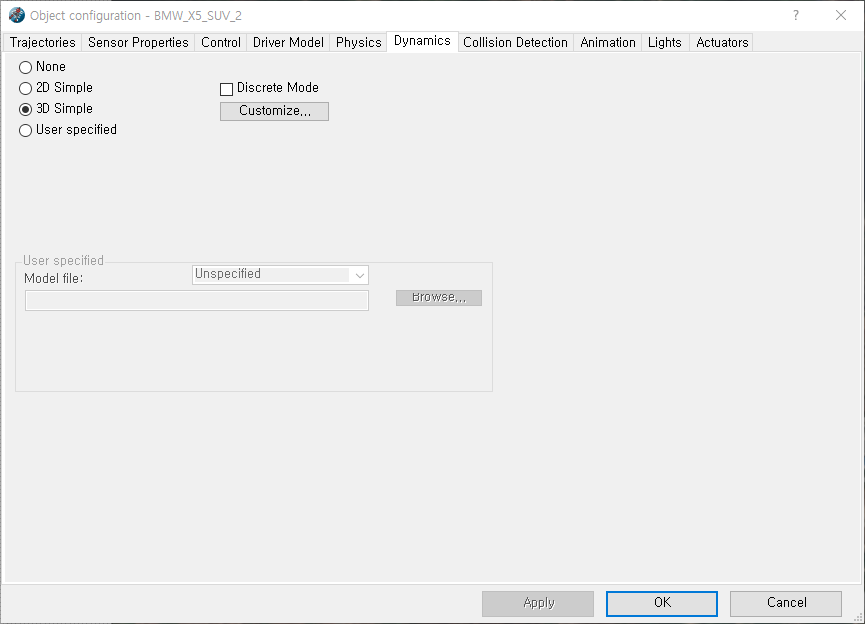 Object configuration - BMW_X5_SUV_2 ?
Trajectories Sensor Properties Control Driver Model Physics Dynamics Collision Detection Animation Lights Actuators
None
2D Simple
Discrete Mode
3D Simple
Customize...
User specified
User specified
Model file: Unspecified
Browse...
Apply OK Cancel